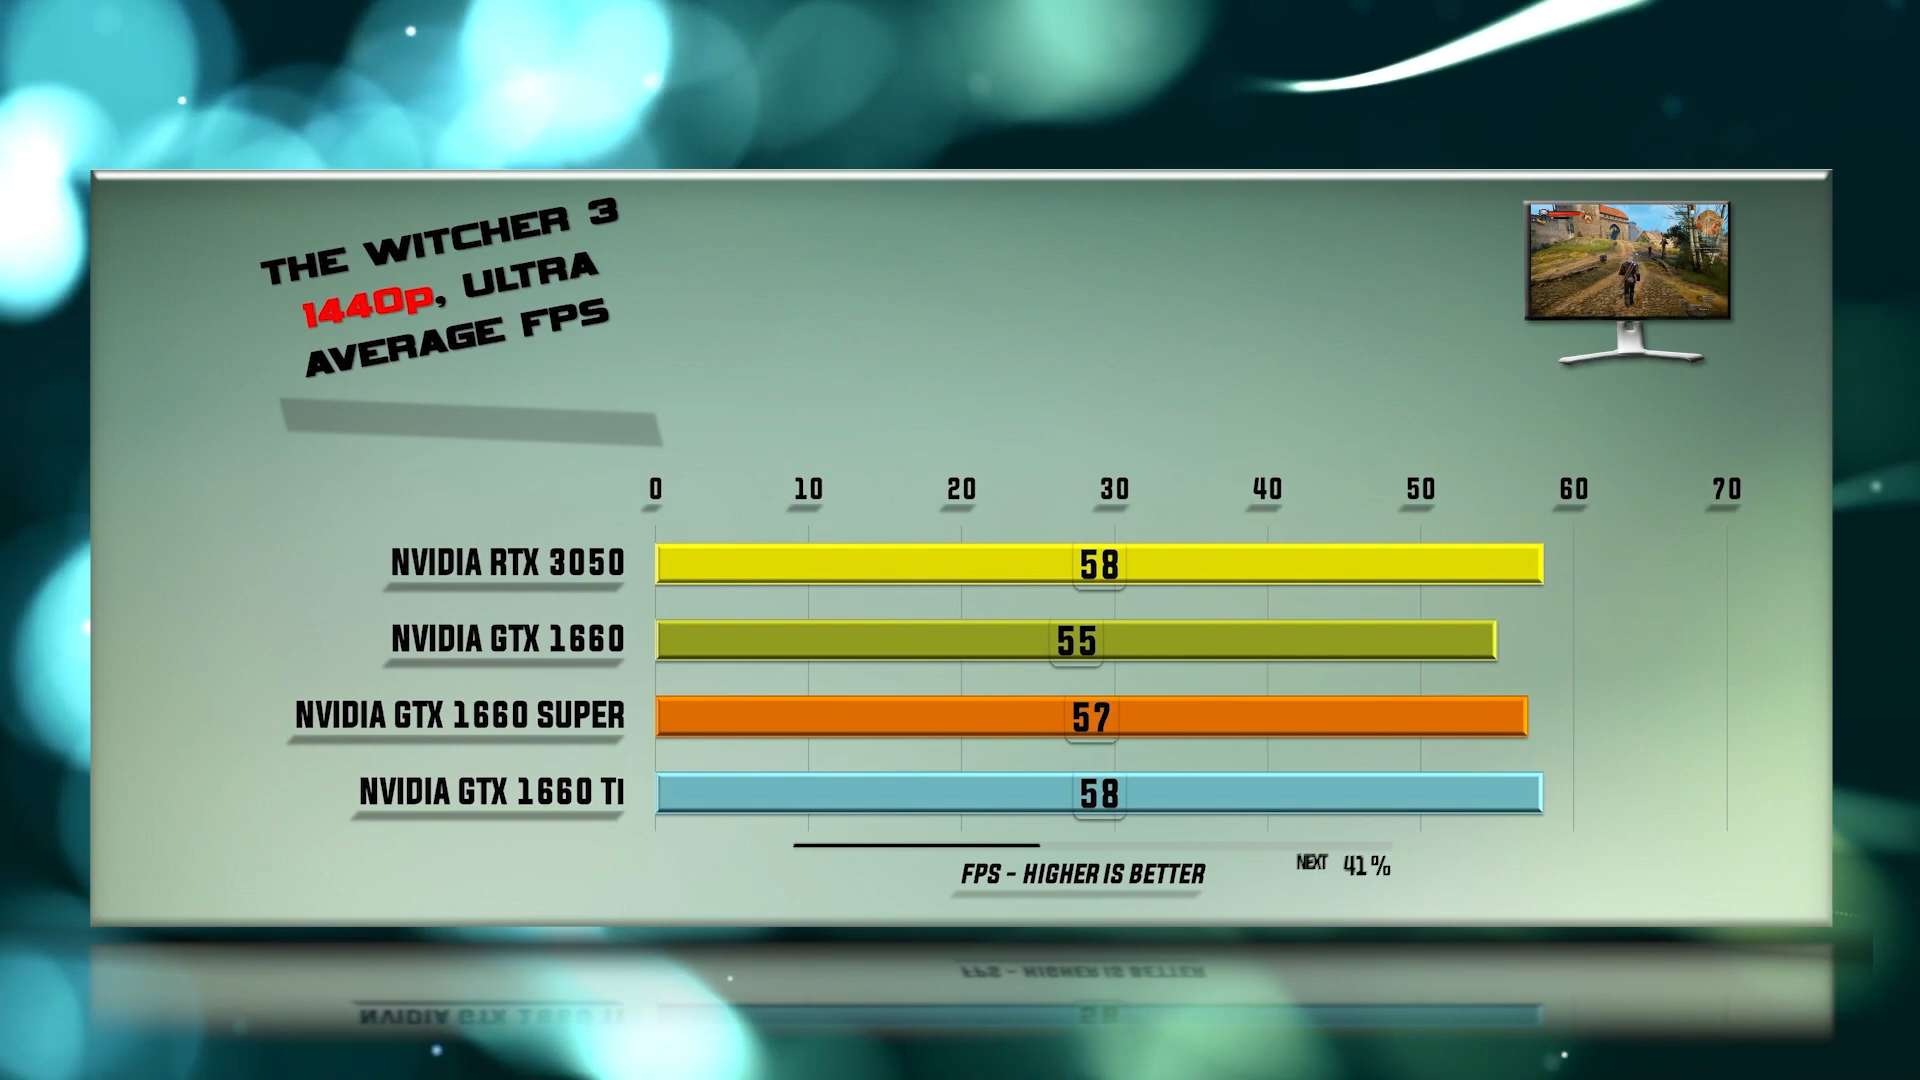 THE WITCHER 3
1440p, ULTRA
AVERAGE FPS
0 10 20 30 40 50 60 70
NVIDIA RTX 3050 58
NVIDIA GTX 1660 55
NVIDIA GTX 1660 SUPER 57
NVIDIA GTX 1660 TI 58
FPS - HIGHER IS BETTER
NEXT 41%